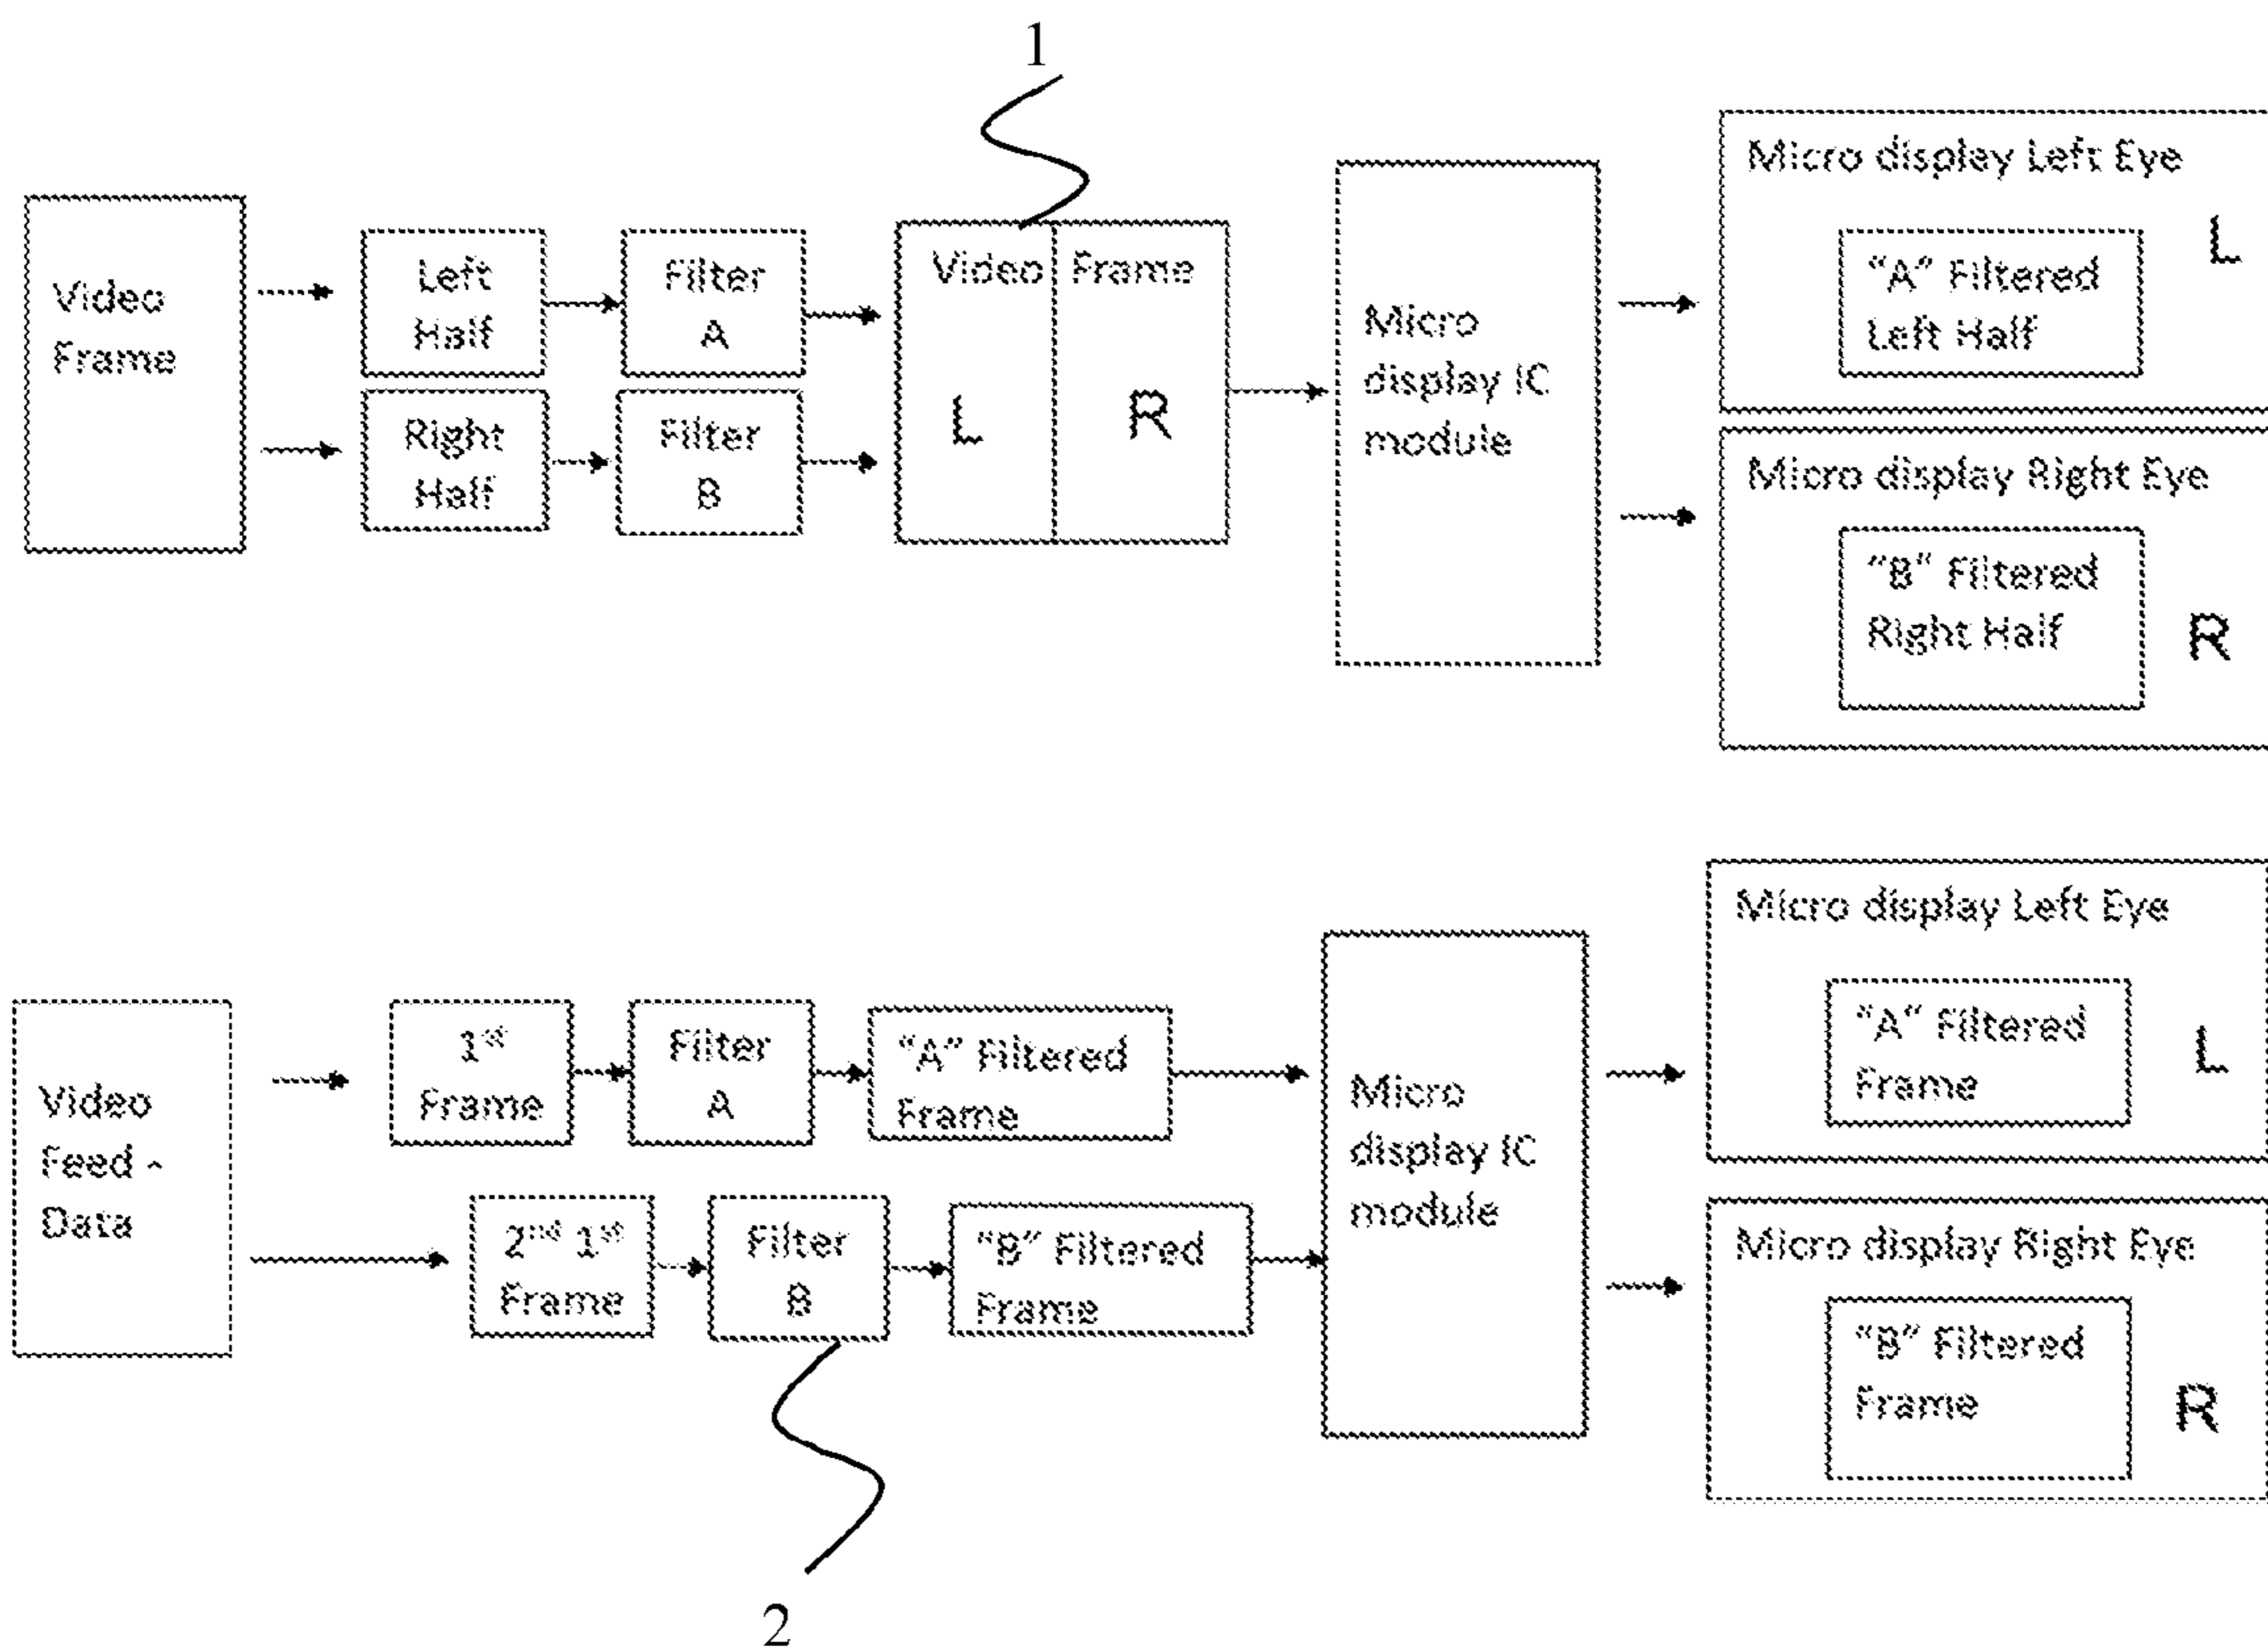 1
Video
Frame
Left
Half
Filter
A
Right
Half
Filter
B
Video Frame
L R
Micro
display IC
module
Micro display Left Eye
L
"A" Filtered
Left Half
Micro display Right Eye
"B" Filtered
Right Half
R
Video
Feed -
Data
1st
Frame
Filter
A
"A" Filtered
Frame
2nd 1st
Frame
Filter
B
"B" Filtered
Frame
Micro
display IC
module
Micro display Left Eye
"A" Filtered
Frame
L
Micro display Right Eye
"B" Filtered
Frame
R
2